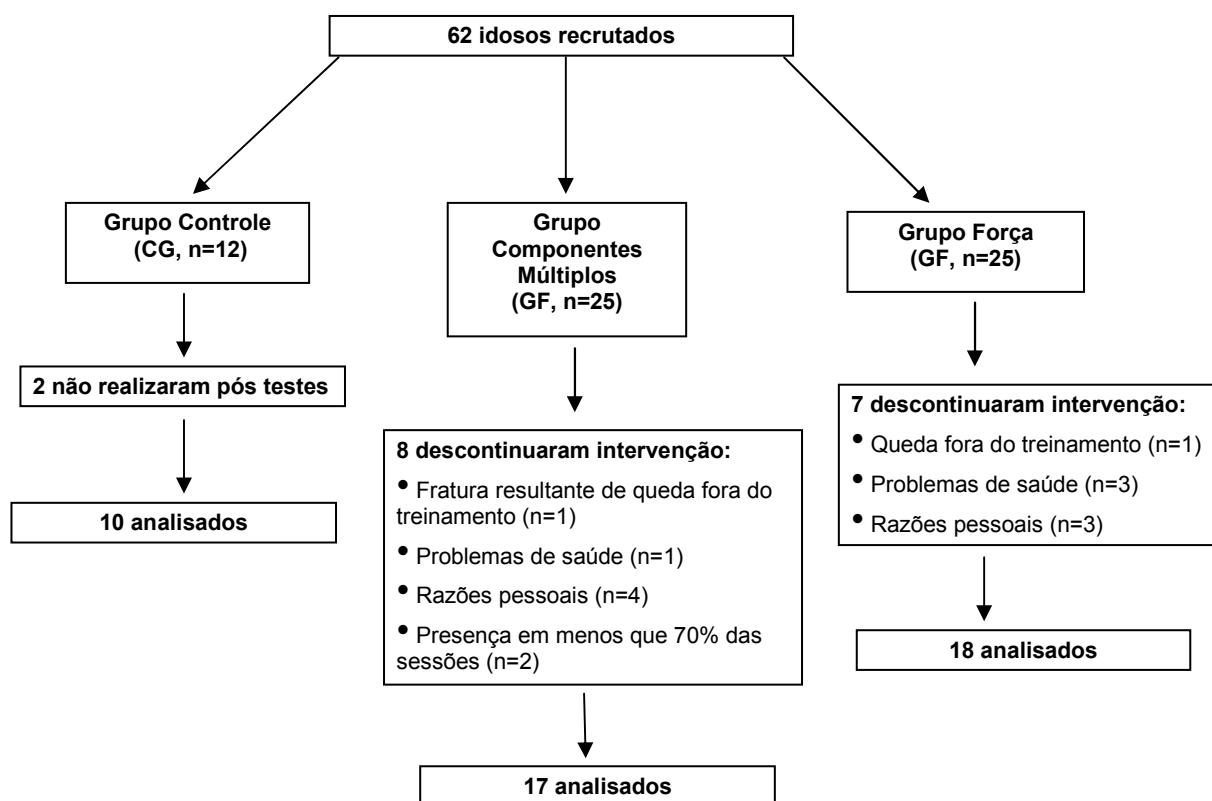 62 idosos recrutados
Grupo Controle
(CG, n=12)
2 não realizaram pós testes
10 analisados
Grupo
Componentes
Múltiplos
(GF, n=25)
8 descontinuaram intervenção:
• Fratura resultante de queda fora do
treinamento (n=1)
• Problemas de saúde (n=1)
• Razões pessoais (n=4)
• Presença em menos que 70% das
sessões (n=2)
17 analisados
Grupo Força
(GF, n=25)
7 descontinuaram intervenção:
• Queda fora do treinamento (n=1)
• Problemas de saúde (n=3)
• Razões pessoais (n=3)
18 analisados